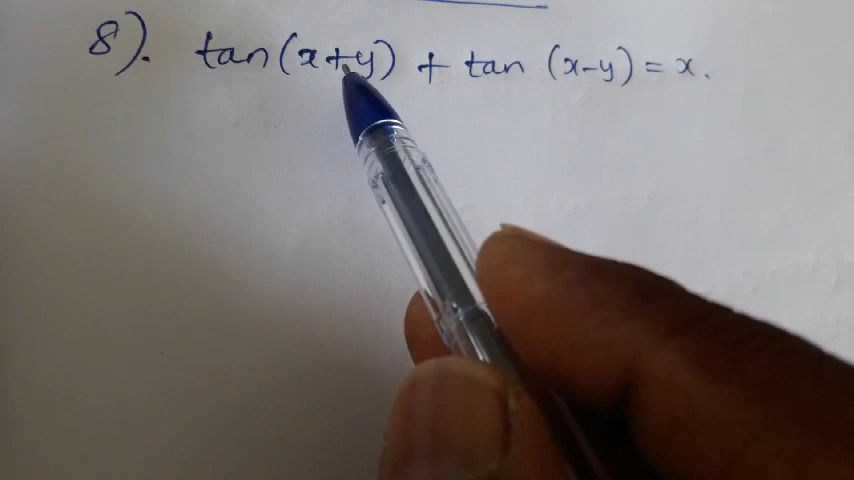 8). tan(x+y) + tan (x-y) = x.